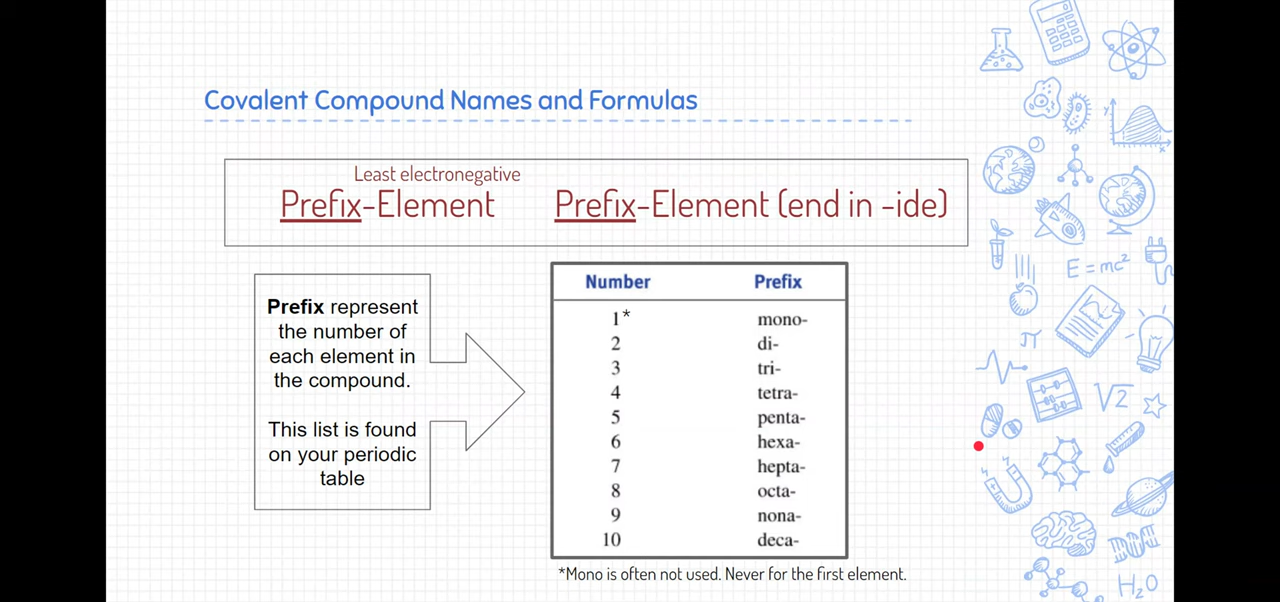 Covalent Compound Names and Formulas
Least electronegative
Prefix-Element Prefix-Element (end in -ide)
Prefix represent
the number of
each element in
the compound.
This list is found
on your periodic
table
Number Prefix
1* mono-
2 di-
3 tri-
4 tetra-
5 penta-
6 hexa-
7 hepta-
8 octa-
9 nona-
10 deca-
*Mono is often not used. Never for the first element.
y
x
E=mc²
π
√2
H₂O